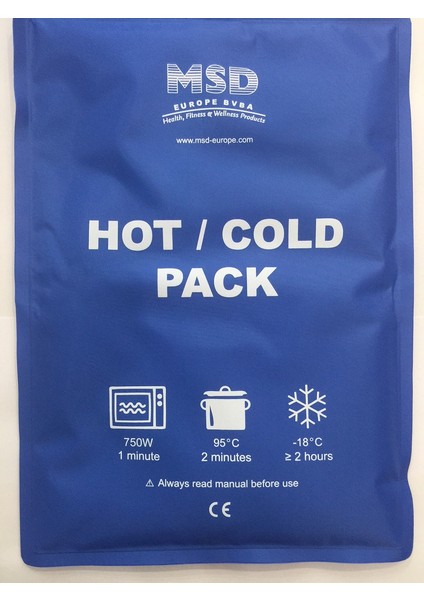 MSD
EUROPE BVBA
Health, Fitness & Wellness Products
www.msd-europe.com
HOT / COLD
PACK
750W
1 minute
95°C
2 minutes
-18°C
≥ 2 hours
⚠ Always read manual before use
CE